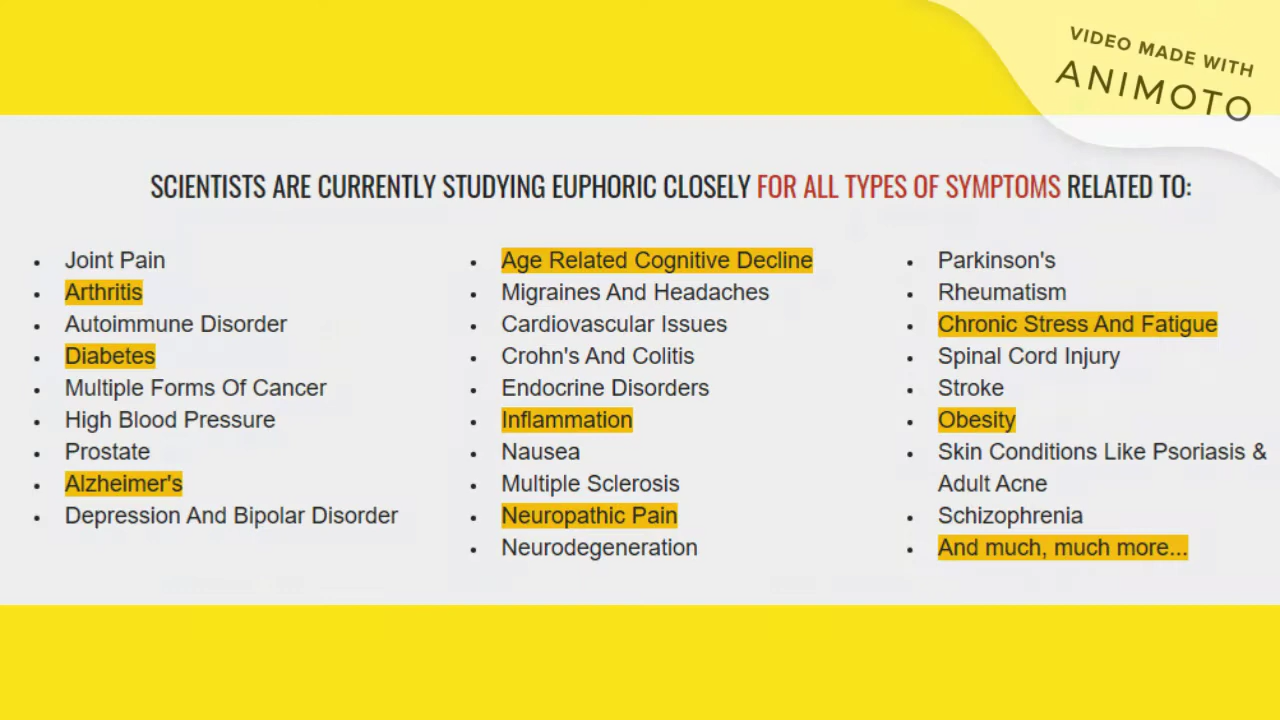 VIDEO MADE WITH
ANIMOTO
SCIENTISTS ARE CURRENTLY STUDYING EUPHORIC CLOSELY FOR ALL TYPES OF SYMPTOMS RELATED TO:
Joint Pain
Arthritis
Autoimmune Disorder
Diabetes
Multiple Forms Of Cancer
High Blood Pressure
Prostate
Alzheimer's
Depression And Bipolar Disorder
Age Related Cognitive Decline
Migraines And Headaches
Cardiovascular Issues
Crohn's And Colitis
Endocrine Disorders
Inflammation
Nausea
Multiple Sclerosis
Neuropathic Pain
Neurodegeneration
Parkinson's
Rheumatism
Chronic Stress And Fatigue
Spinal Cord Injury
Stroke
Obesity
Skin Conditions Like Psoriasis &
Adult Acne
Schizophrenia
And much, much more...